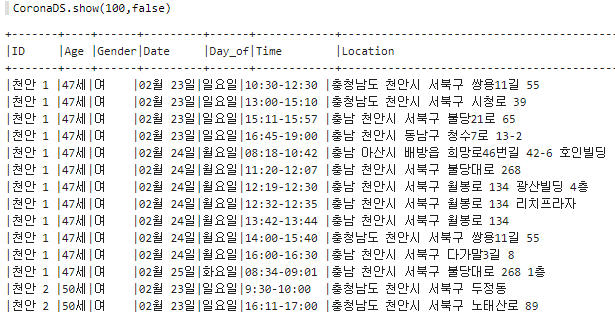 CoronaDS.show(100,false)
+-------+----+------+-------+------+-----------+------------------------------
|ID |Age |Gender|Date |Day_of|Time |Location
+-------+----+------+-------+------+-----------+------------------------------
|천안 1 |47세|여 |02월 23일|일요일|10:30-12:30 |충청남도 천안시 서북구 쌍용11길 55
|천안 1 |47세|여 |02월 23일|일요일|13:00-15:10 |충청남도 천안시 서북구 시청로 39
|천안 1 |47세|여 |02월 23일|일요일|15:11-15:57 |충남 천안시 서북구 불당21로 65
|천안 1 |47세|여 |02월 23일|일요일|16:45-19:00 |충남 천안시 동남구 청수7로 13-2
|천안 1 |47세|여 |02월 24일|월요일|08:18-10:42 |충남 아산시 배방읍 희망로46번길 42-6 호인빌딩
|천안 1 |47세|여 |02월 24일|월요일|11:20-12:07 |충남 천안시 서북구 불당대로 268
|천안 1 |47세|여 |02월 24일|월요일|12:19-12:30 |충남 천안시 서북구 월봉로 134 광산빌딩 4층
|천안 1 |47세|여 |02월 24일|월요일|12:32-12:35 |충남 천안시 서북구 월봉로 134 리치프라자
|천안 1 |47세|여 |02월 24일|월요일|13:42-13:44 |충남 천안시 서북구 월봉로 134
|천안 1 |47세|여 |02월 24일|월요일|14:00-15:40 |충청남도 천안시 서북구 쌍용11길 55
|천안 1 |47세|여 |02월 24일|월요일|16:00-16:30 |충남 천안시 서북구 다가말3길 8
|천안 1 |47세|여 |02월 25일|화요일|08:34-09:01 |충남 천안시 서북구 불당대로 268 1층
|천안 2 |50세|여 |02월 23일|일요일|9:30-10:00 |충청남도 천안시 서북구 두정동
|천안 2 |50세|여 |02월 23일|일요일|16:11-17:00 |충남 천안시 서북구 노태산로 89